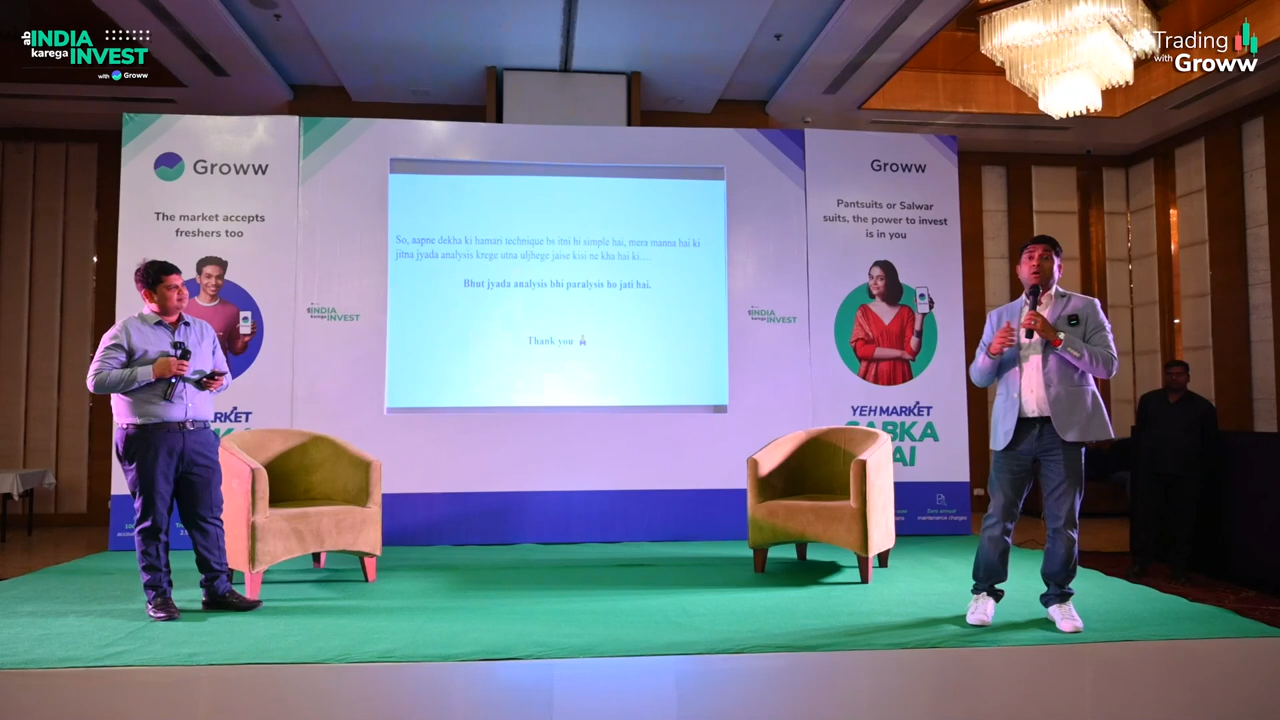 ab INDIA
karega INVEST
with Groww
Trading
with Groww
Groww
The market accepts
freshers too
So, aapne dekha ki hamari technique bs itni hi simple hai, mera manna hai ki
jitna jyada analysis krege utna uljhege jaise kisi ne kha hai ki....
Bhut jyada analysis bhi paralysis ho jati hai.
Thank you
INDIA
karega INVEST
INDIA
karega INVEST
Groww
Pantsuits or Salwar
suits, the power to invest
is in you
YEH MARKET
Zero annual
maintenance charges